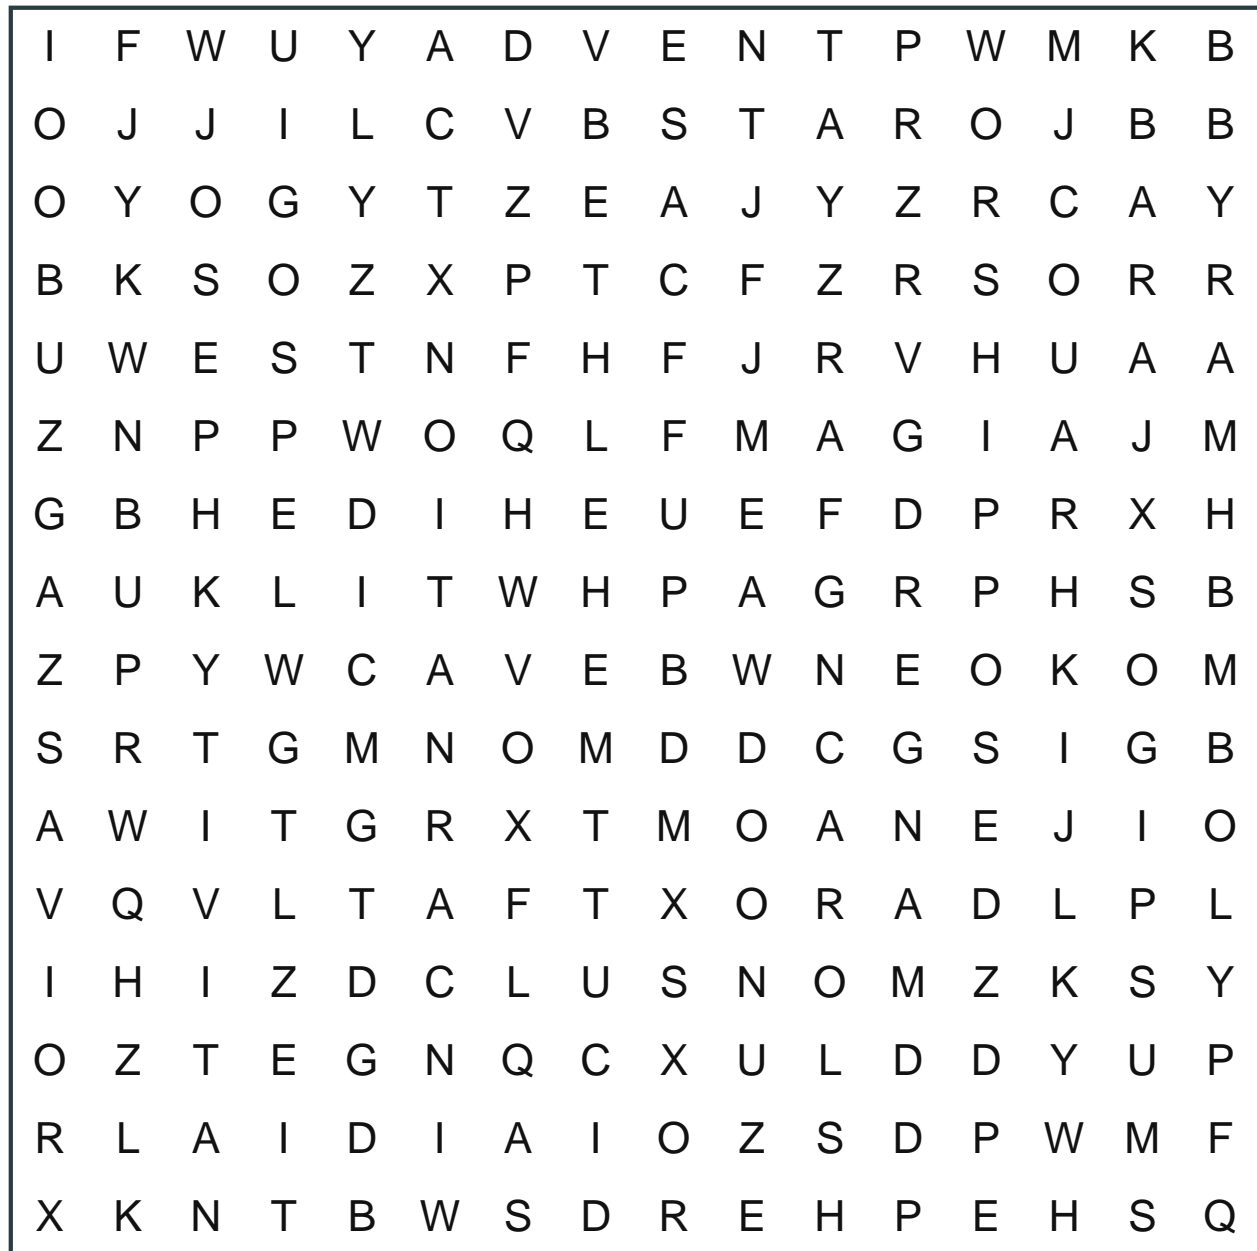 I F W U Y A D V E N T P W M K B
O J J I L C V B S T A R O J B B
O Y O G Y T Z E A J Y Z R C A Y
B K S O Z X P T C F Z R S O R R
U W E S T N F H F J R V H U A A
Z N P P W O Q L F M A G I A J M
G B H E D I H E U E F D P R X H
A U K L I T W H P A G R P H S B
Z P Y W C A V E B W N E O K O M
S R T G M N O M D D C G S I G B
A W I T G R X T M O A N E J I O
V Q V L T A F T X O R A D L P L
I H I Z D C L U S N O M Z K S Y
O Z T E G N Q C X U L D D Y U P
R L A I D I A I O Z S D P W M F
X K N T B W S D R E H P E H S Q